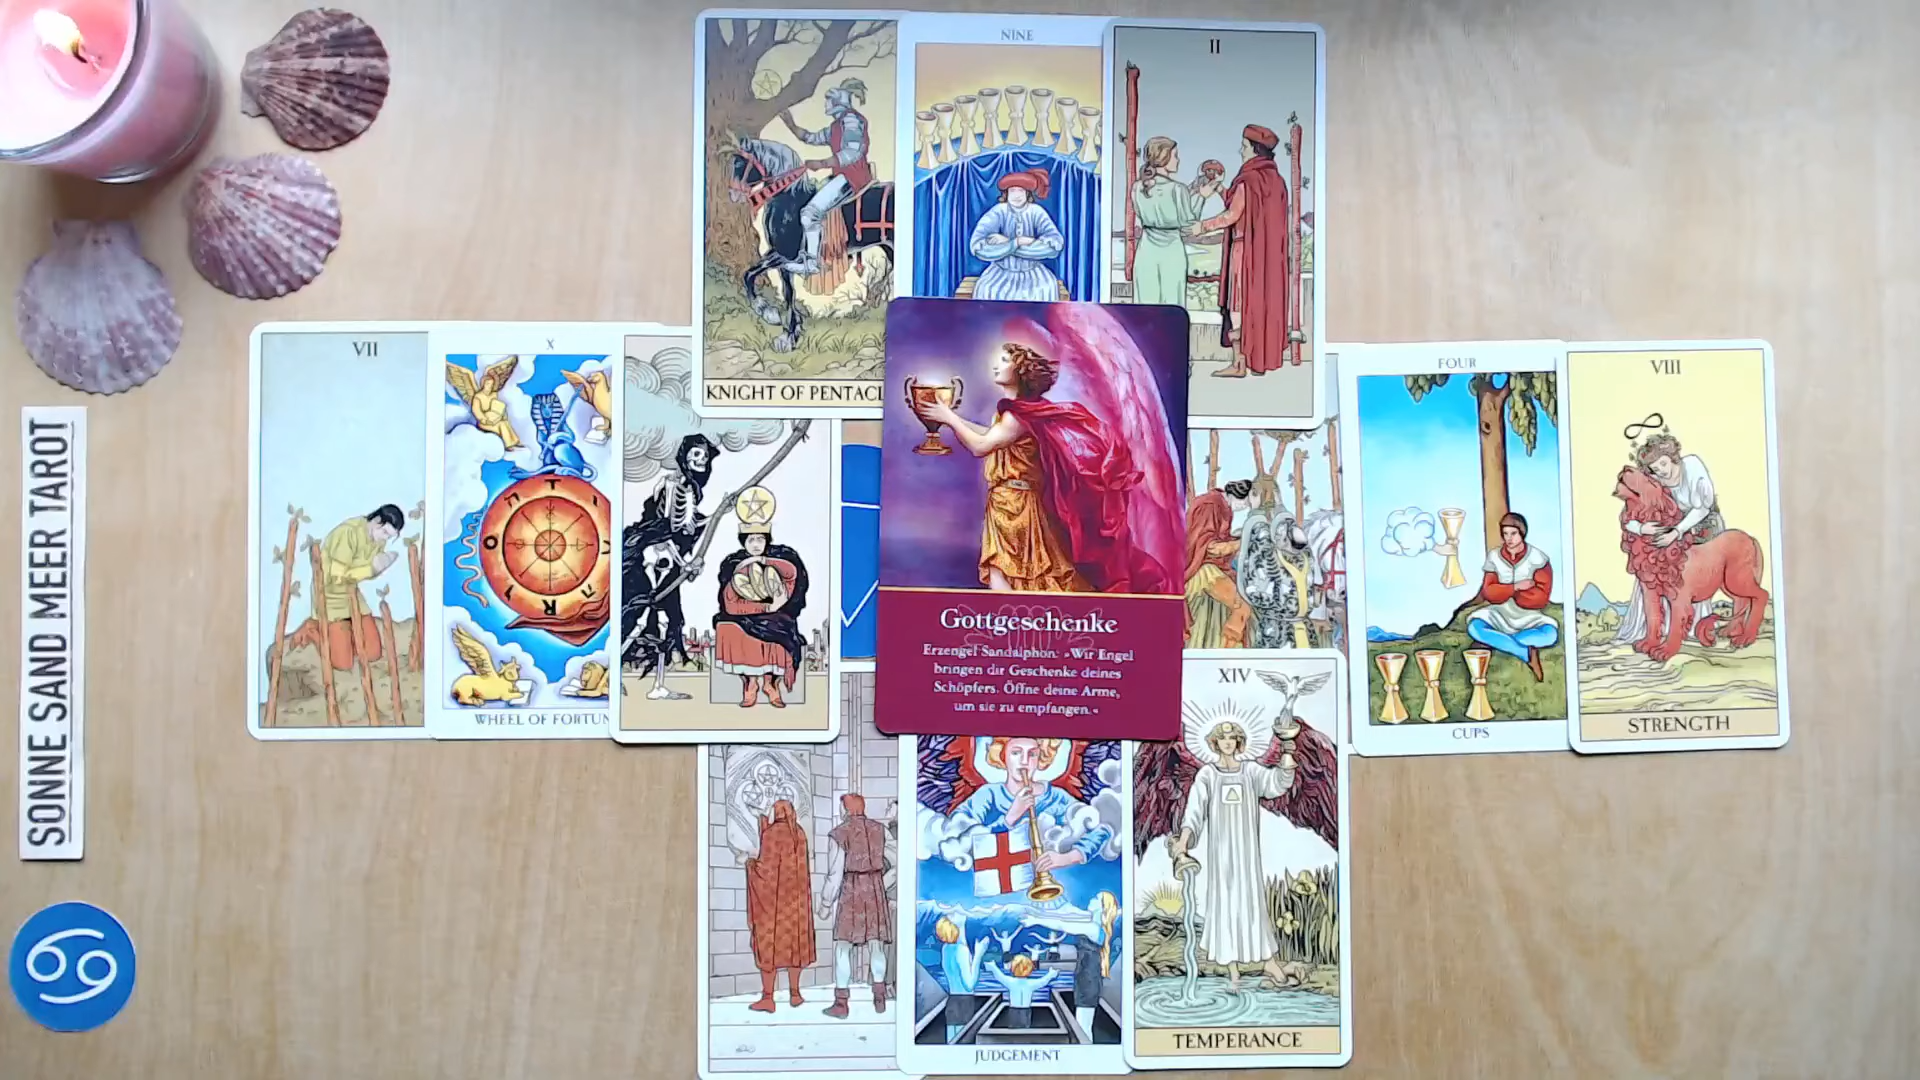 NINE
II
KNIGHT OF PENTACL
VII
X
WHEEL OF FORTUN
FOUR
CUPS
VIII
STRENGTH
Gottgeschenke
Erzengel Sandalphon: »Wir Engel
bringen dir Geschenke deines
Schöpfers. Öffne deine Arme,
um sie zu empfangen.«
XIV
TEMPERANCE
JUDGEMENT
SONNE SAND MEER TAROT